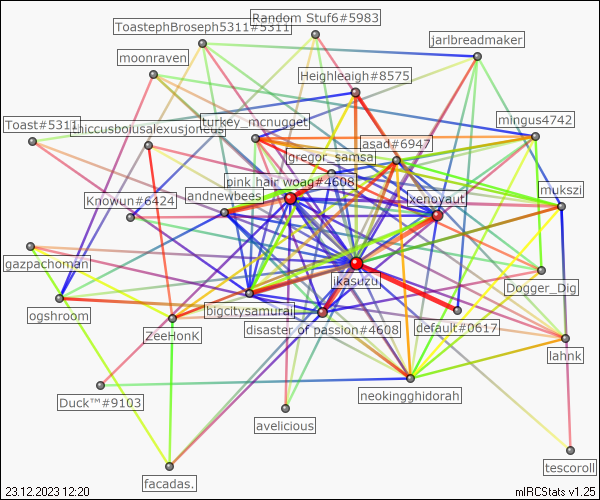 Random Stuf6#5983
ToastephBroseph5311#5311
jarlbreadmaker
moonraven
Heighleaigh#8575
mingus4742
Toast#5311
turkey_mcnugget
asad#6947
gregor_samsa
pink hair woag#4608
mukszi
Knowun#6424
landnewbees
xenoyaut
gazpachoman
ikasuzu
Dogger_Dig
ogshroom
bigcitysamurai
ZeeHonK
disaster of passion#4608
default#0617
lahnk
neokingghidorah
Duck™#9103
avelicious
tescoroll
facadas.
23.12.2023 12:20
mIRCStats v1.25